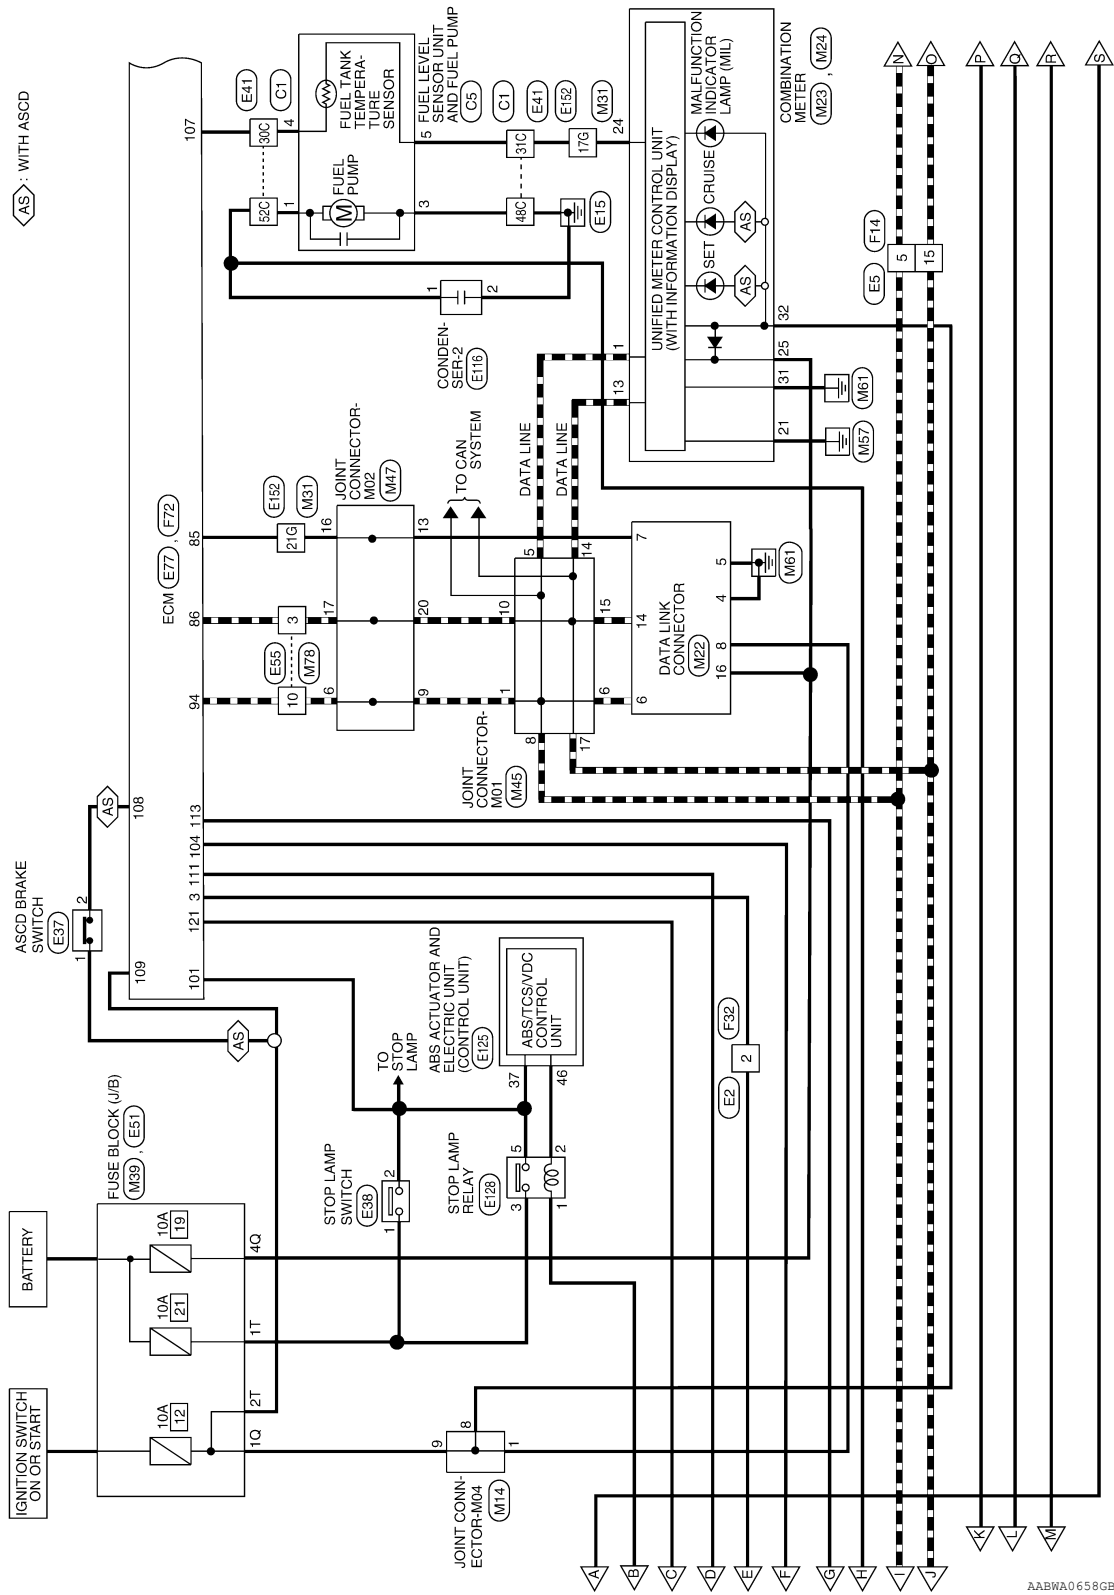 AS : WITH ASCD
IGNITION SWITCH
ON OR START
BATTERY
FUSE BLOCK (J/B)
M39 , E51
10A
12
10A
21
10A
19
1Q
2T
1T
4Q
ASCD BRAKE
SWITCH
E37
1
2
AS
AS
ECM E77 , F72
109
108
101
121
3
111
104
113
94
86
85
107
STOP LAMP
SWITCH
E38
1
2
TO
STOP
LAMP
STOP LAMP
RELAY
E128
3
5
1
2
ABS ACTUATOR AND
ELECTRIC UNIT
(CONTROL UNIT)
E125
37
46
ABS/TCS/VDC
CONTROL
UNIT
JOINT CONN-
ECTOR-M04
M14
9
8
1
E2
2
F32
E55
M78
10
3
E152
M31
21G
JOINT
CONNECTOR-
M02
M47
6
17
16
9
20
13
TO CAN
SYSTEM
JOINT
CONNECTOR-
M01
M45
1
10
8
5
17
14
6
15
DATA LINE
DATA LINE
DATA LINK
CONNECTOR
M22
6
14
7
16
8
4
5
M61
CONDEN-
SER-2
E116
1
2
E41
C1
52C
30C
1
4
FUEL
PUMP
M
FUEL TANK
TEMPERA-
TURE
SENSOR
FUEL LEVEL
SENSOR UNIT
AND FUEL PUMP
C5
3
5
C1
E41
E152
M31
48C
31C
17G
E15
24
13
1
UNIFIED METER CONTROL UNIT
(WITH INFORMATION DISPLAY)
SET
CRUISE
MALFUNCTION
INDICATOR
LAMP (MIL)
AS
AS
COMBINATION
METER
M23 , M24
21
31
25
32
M57
M61
E5
F14
5
15
A
B
C
D
E
F
G
H
I
J
K
L
M
N
O
P
Q
R
S
AABWA0658GB